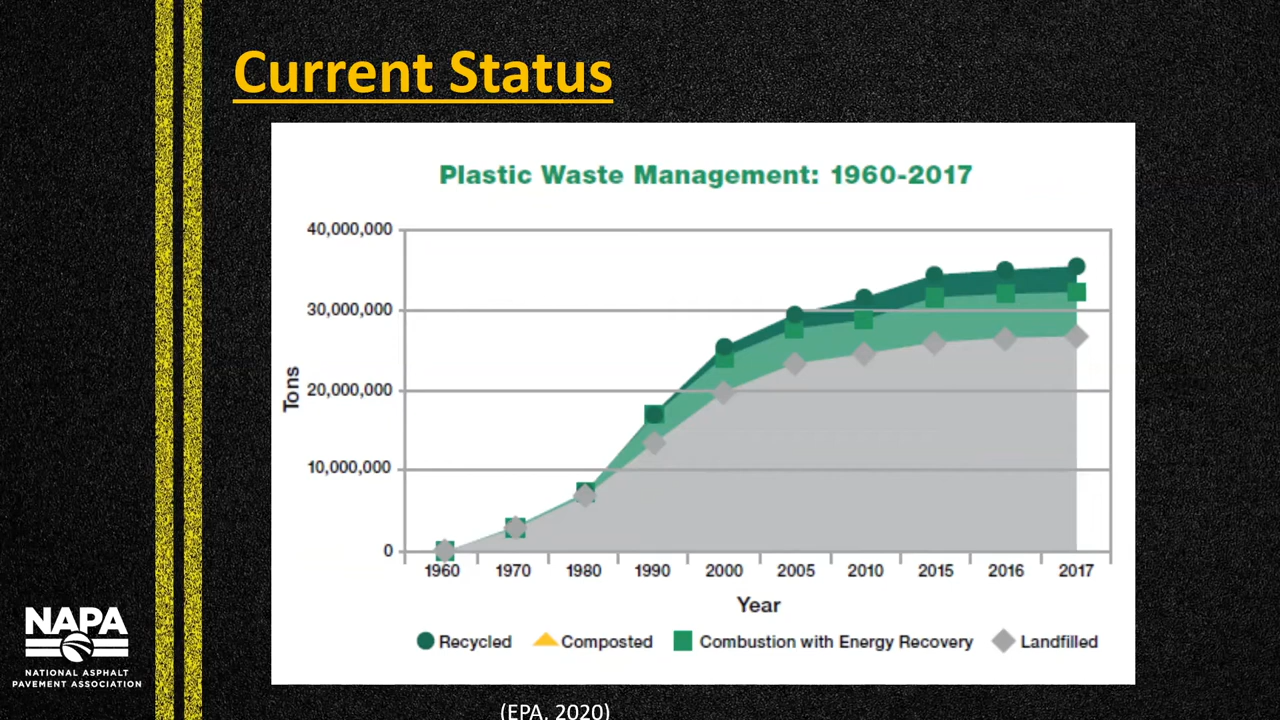 Current Status
Plastic Waste Management: 1960-2017
40,000,000
30,000,000
20,000,000
10,000,000
0
Tons
1960 1970 1980 1990 2000 2005 2010 2015 2016 2017
Year
Recycled Composted Combustion with Energy Recovery Landfilled
NAPA
NATIONAL ASPHALT
PAVEMENT ASSOCIATION
(EPA, 2020)